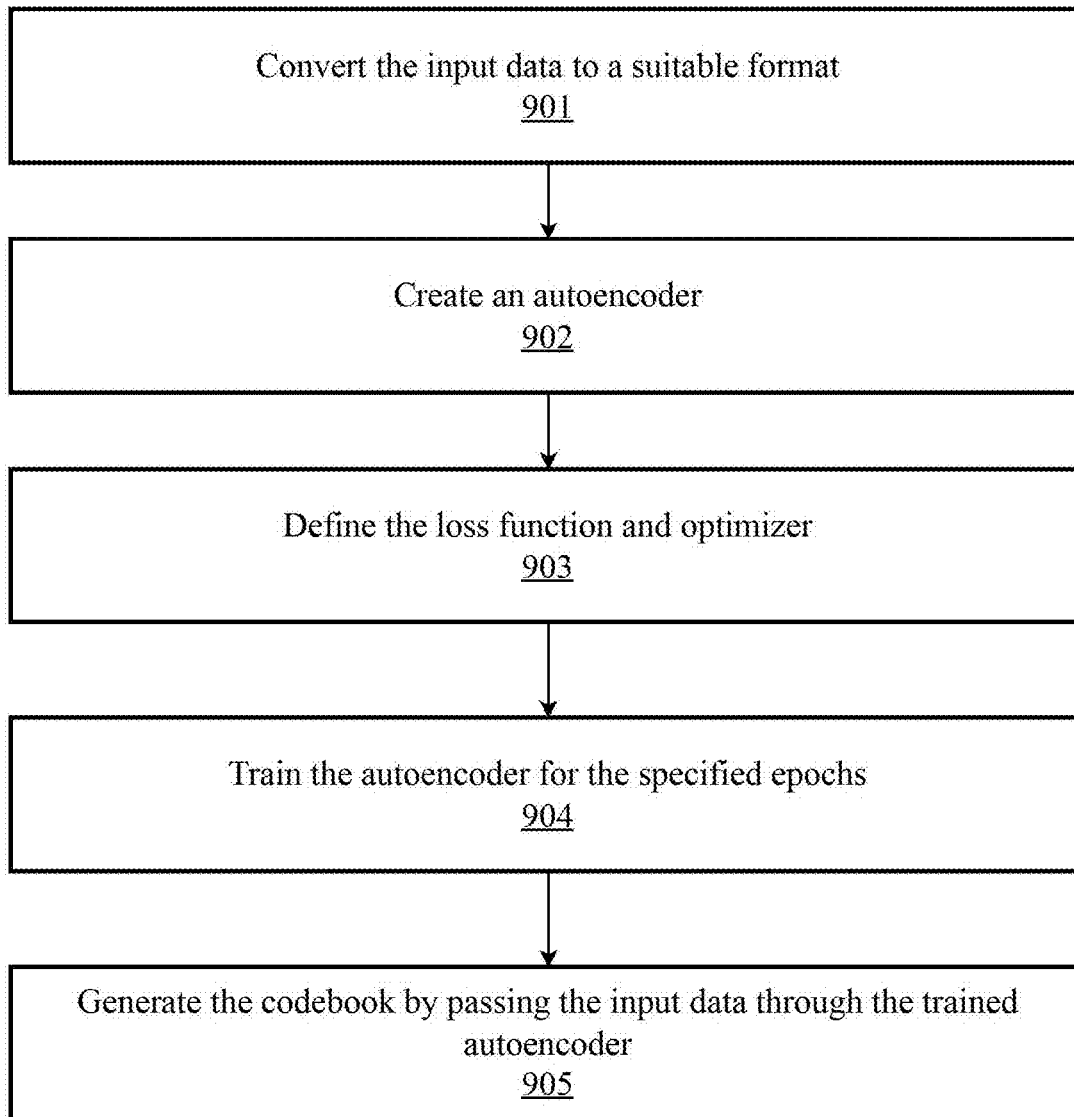 Convert the input data to a suitable format
901
Create an autoencoder
902
Define the loss function and optimizer
903
Train the autoencoder for the specified epochs
904
Generate the codebook by passing the input data through the trained
autoencoder
905